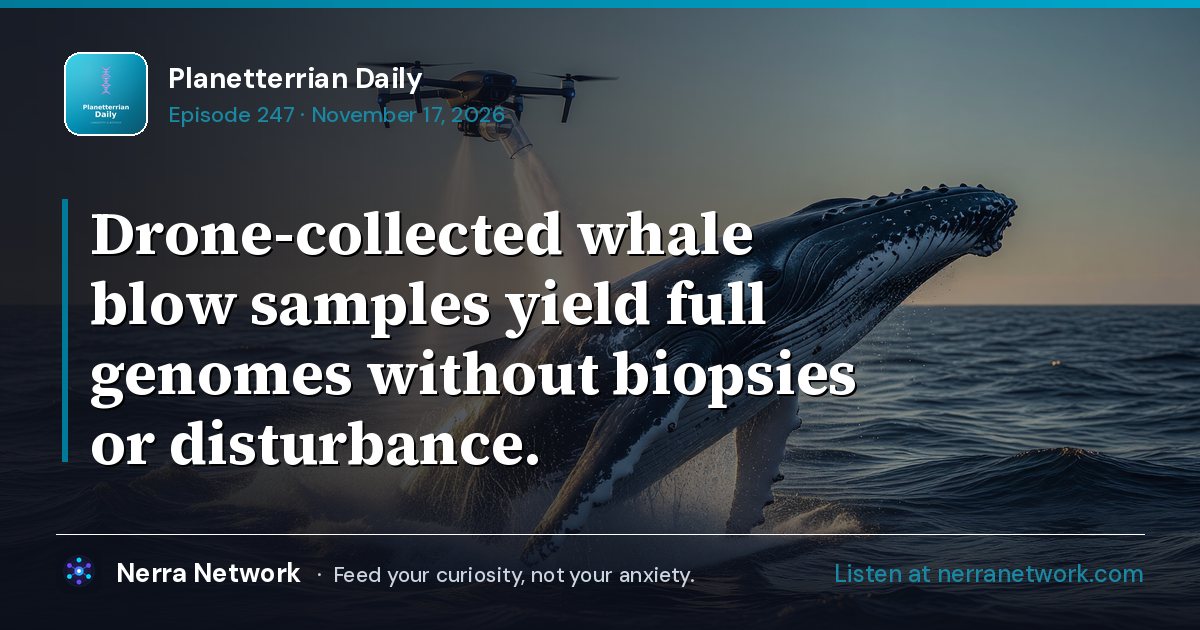 Planetterrian Daily
Episode 247 · November 17, 2026
Planetterrian
Daily
Drone-collected whale
blow samples yield full
genomes without biopsies
or disturbance.
Nerra Network · Feed your curiosity, not your anxiety.
Listen at nerranetwork.com